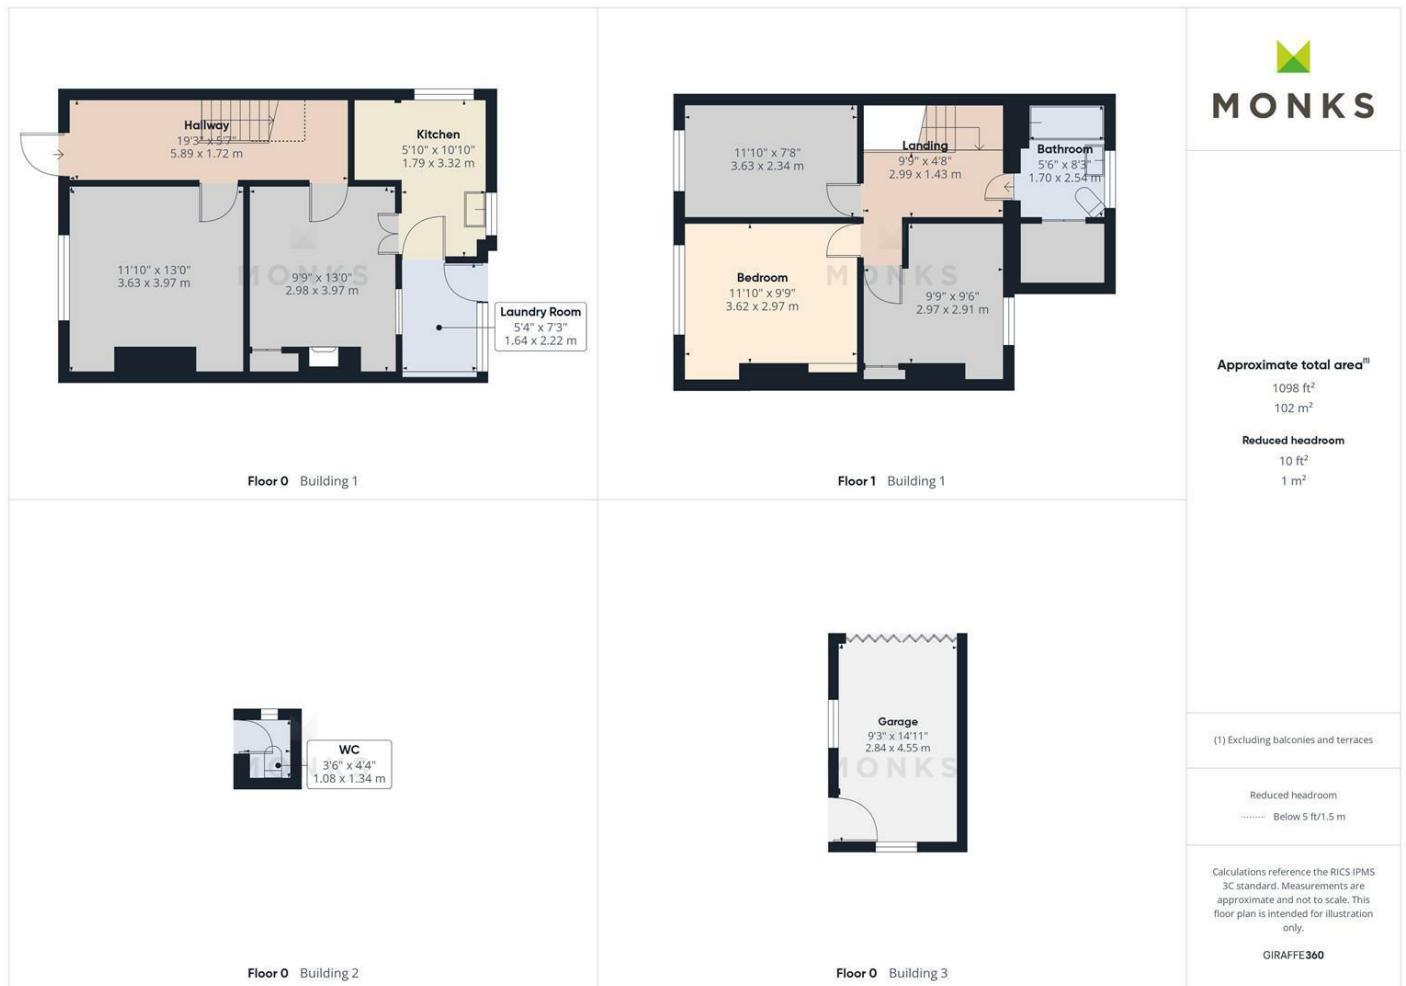 Hallway
19'3" x 5'7"
5.89 x 1.72 m
Kitchen
5'10" x 10'10"
1.79 x 3.32 m
11'10" x 13'0"
3.63 x 3.97 m
MONKS
9'9" x 13'0"
2.98 x 3.97 m
Laundry Room
5'4" x 7'3"
1.64 x 2.22 m
Floor 0 Building 1
11'10" x 7'8"
3.63 x 2.34 m
Landing
9'9" x 4'8"
2.99 x 1.43 m
Bathroom
5'6" x 8'3"
1.70 x 2.54 m
MONKS
Bedroom
11'10" x 9'9"
3.62 x 2.97 m
9'9" x 9'6"
2.97 x 2.91 m
Floor 1 Building 1
WC
3'6" x 4'4"
1.08 x 1.34 m
MONKS
Floor 0 Building 2
Garage
9'3" x 14'11"
2.84 x 4.55 m
MONKS
Floor 0 Building 3
MONKS
Approximate total area(1)
1098 ft²
102 m²
Reduced headroom
10 ft²
1 m²
(1) Excluding balconies and terraces
Reduced headroom
Below 5 ft/1.5 m
Calculations reference the RICS IPMS
3C standard. Measurements are
approximate and not to scale. This
floor plan is intended for illustration
only.
GIRAFFE360